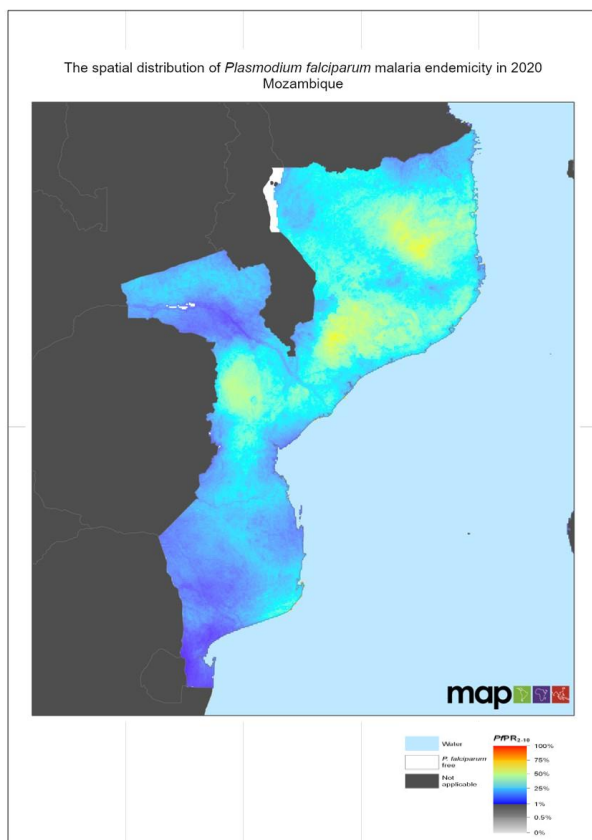 The spatial distribution of Plasmodium falciparum malaria endemicity in 2020
Mozambique
map
Water
P. falciparum
free
Not
applicable
PfPR2-10
100%
75%
50%
25%
1%
0.5%
0%